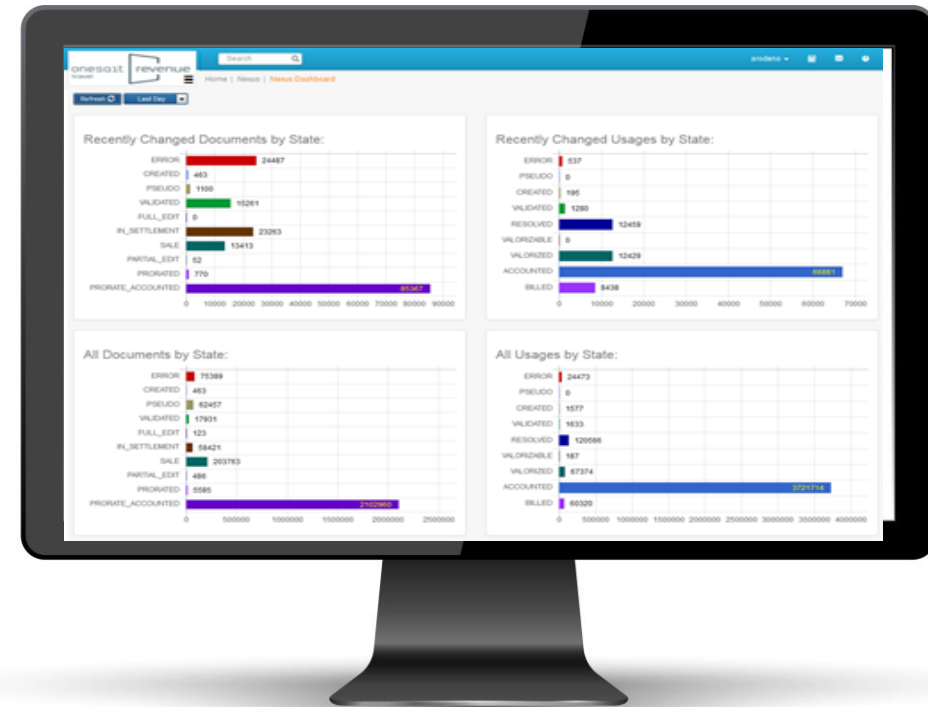 onesait revenue
travel
Search
arodeno
Home | Nexus | Nexus Dashboard
Refresh Last Day
Recently Changed Documents by State:
ERROR 24487
CREATED 463
PSEUDO 1100
VALIDATED 15261
FULL_EDIT 0
IN_SETTLEMENT 23263
SALE 13413
PARTIAL_EDIT 52
PRORATED 770
PRORATE_ACCOUNTED 85367
0 10000 20000 30000 40000 50000 60000 70000 80000 90000
Recently Changed Usages by State:
ERROR 537
PSEUDO 0
CREATED 195
VALIDATED 1280
RESOLVED 12459
VALORIZABLE 0
VALORIZED 12429
ACCOUNTED 66881
BILLED 8438
0 10000 20000 30000 40000 50000 60000 70000
All Documents by State:
ERROR 75389
CREATED 463
PSEUDO 62457
VALIDATED 17931
FULL_EDIT 123
IN_SETTLEMENT 58421
SALE 203763
PARTIAL_EDIT 486
PRORATED 5585
PRORATE_ACCOUNTED 2102960
0 500000 1000000 1500000 2000000 2500000
All Usages by State:
ERROR 24473
PSEUDO 0
CREATED 1577
VALIDATED 1633
RESOLVED 120566
VALORIZABLE 187
VALORIZED 67374
ACCOUNTED 3721714
BILLED 60320
0 500000 1000000 1500000 2000000 2500000 3000000 3500000 4000000